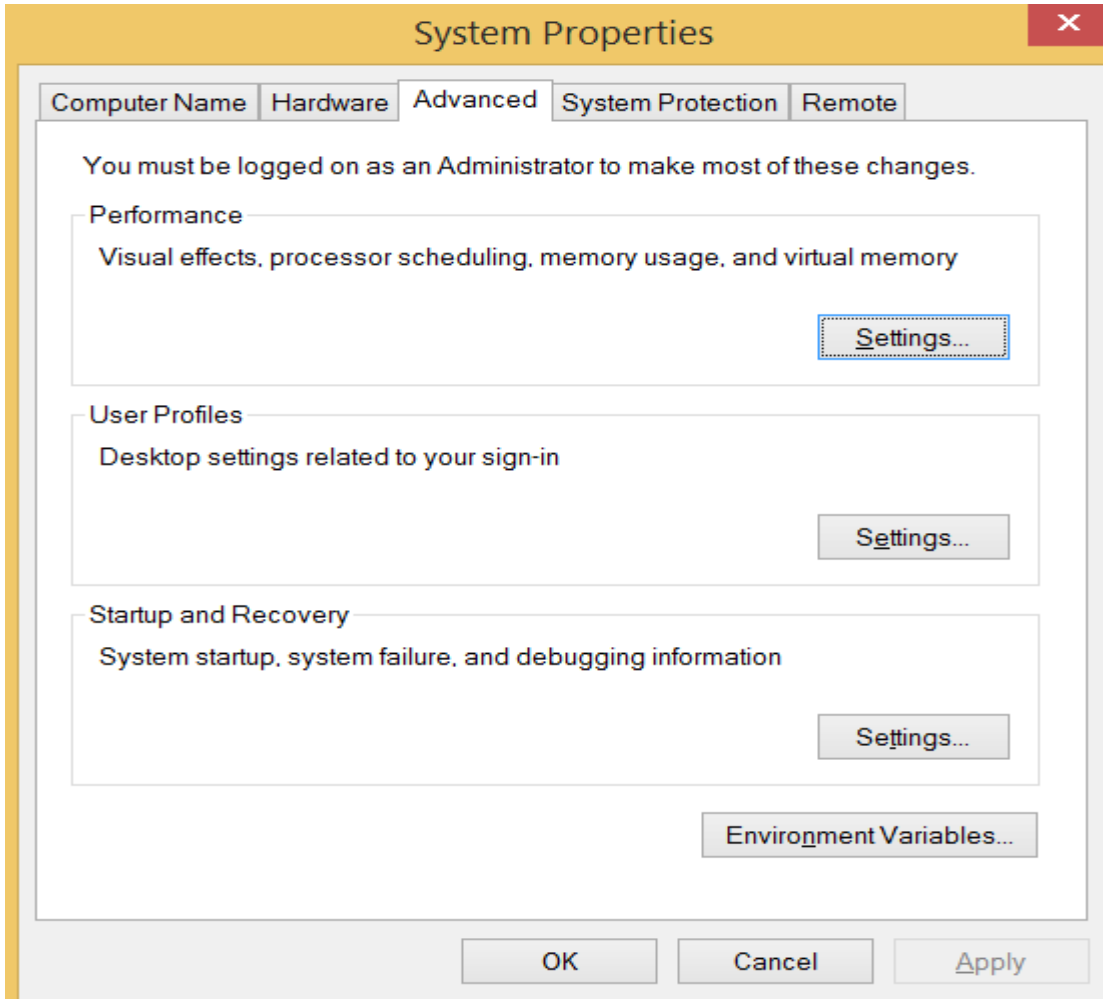 System Properties
Computer Name Hardware Advanced System Protection Remote
You must be logged on as an Administrator to make most of these changes.
Performance
Visual effects, processor scheduling, memory usage, and virtual memory
Settings...
User Profiles
Desktop settings related to your sign-in
Settings...
Startup and Recovery
System startup, system failure, and debugging information
Settings...
Environment Variables...
OK Cancel Apply